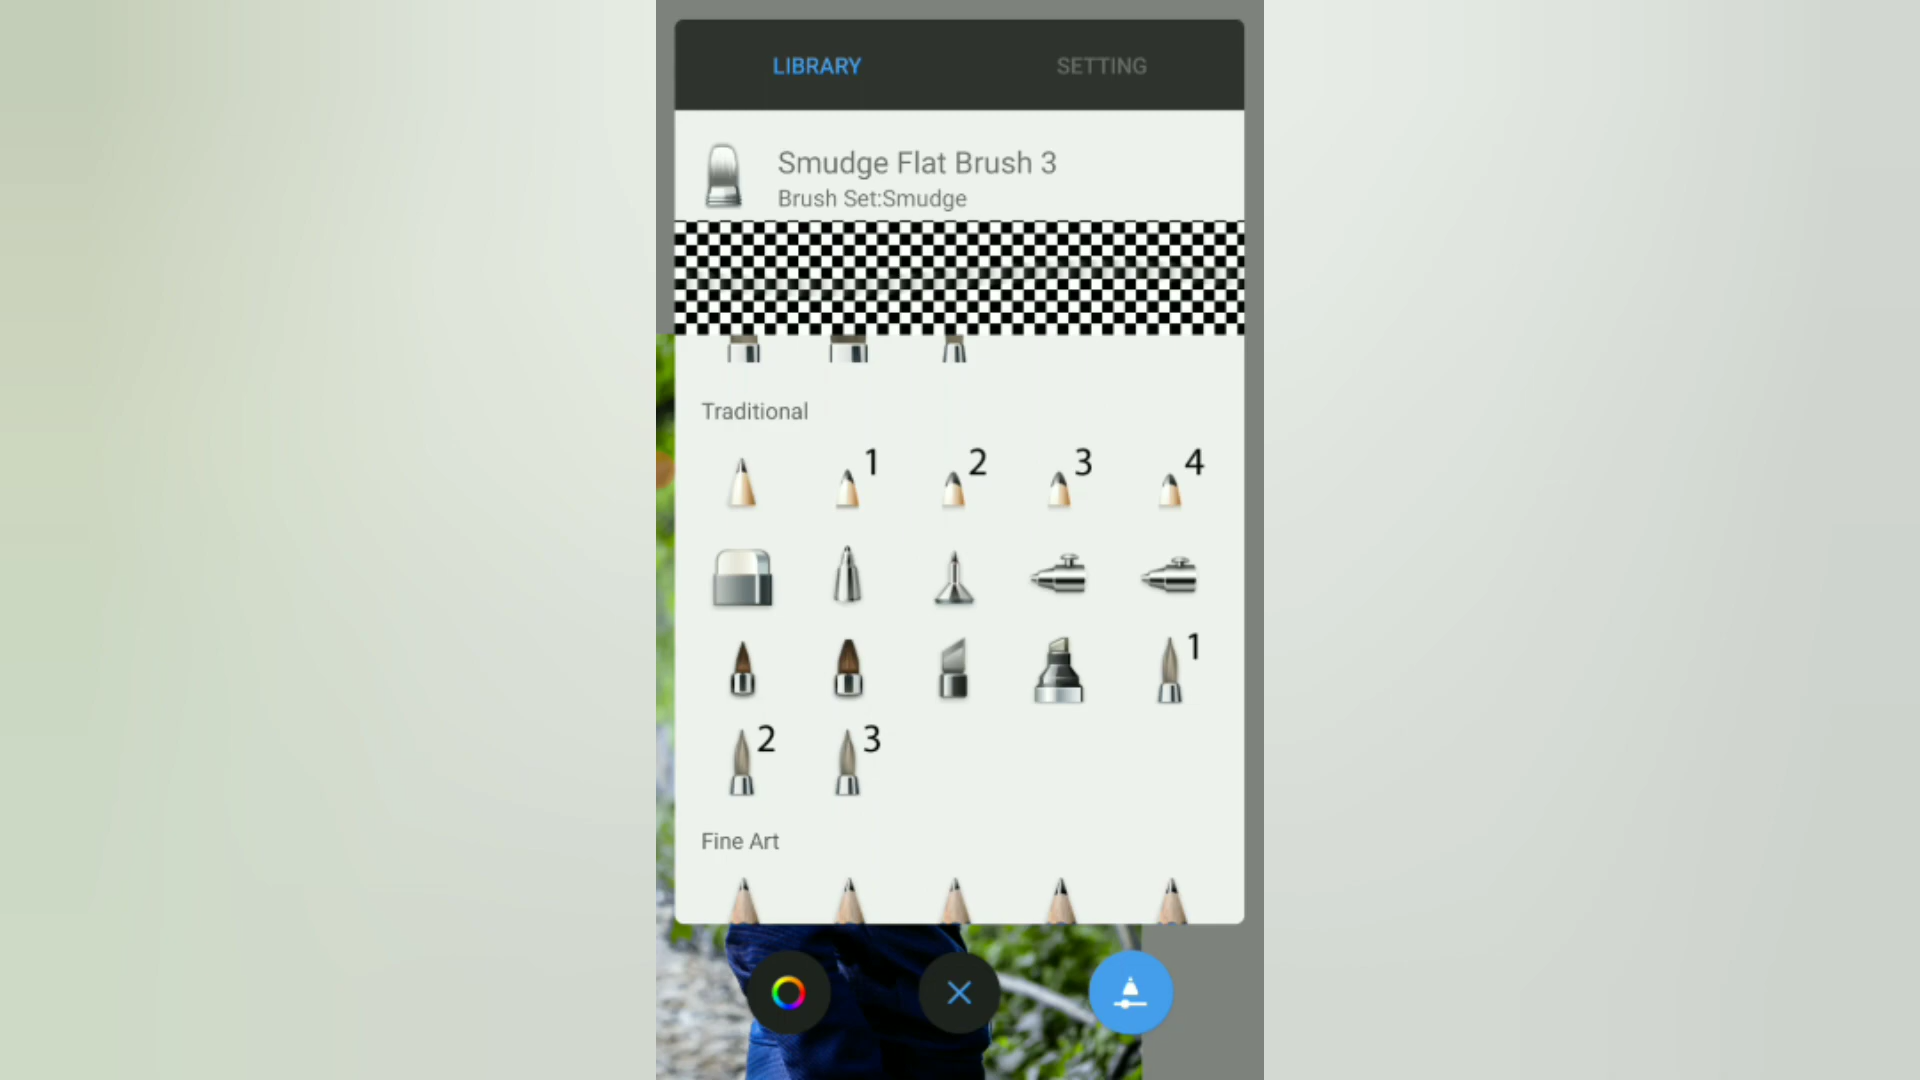 LIBRARY SETTING
Smudge Flat Brush 3
Brush Set:Smudge
Traditional
1 2 3 4
1
2 3
Fine Art